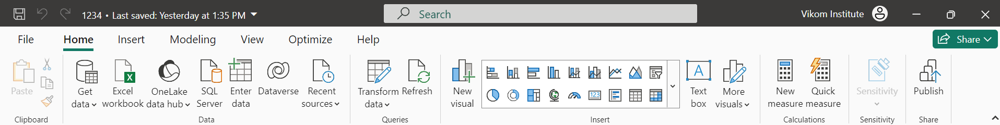 1234 • Last saved: Yesterday at 1:35 PM
Search
Vikom Institute
File Home Insert Modeling View Optimize Help
Share
Paste
Clipboard
Get data
Excel workbook
OneLake data hub
SQL Server
Enter data
Dataverse
Recent sources
Data
Transform data
Refresh
Queries
New visual
123
A
Text box
More visuals
Insert
New measure
Quick measure
Calculations
Sensitivity
Sensitivity
Publish
Share